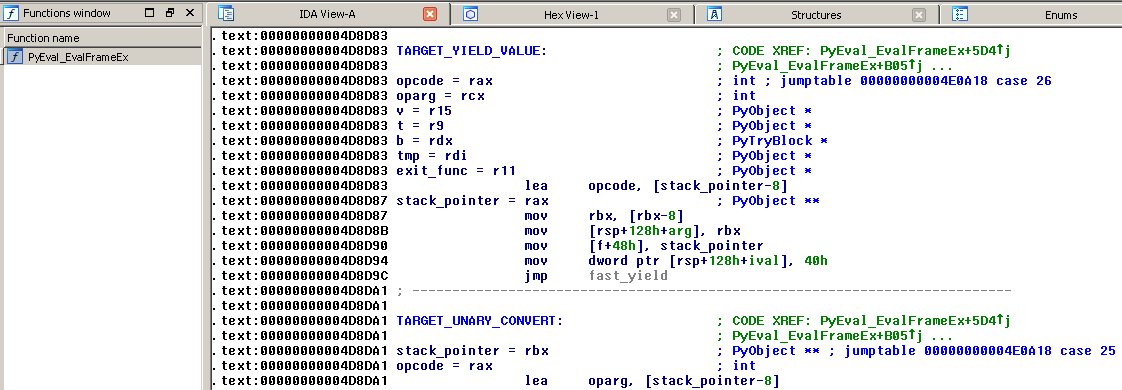 Functions window
IDA View-A
Hex View-1
Structures
Enums
Function name
PyEval_EvalFrameEx
.text:00000000004D8D83
.text:00000000004D8D83 TARGET_YIELD_VALUE: ; CODE XREF: PyEval_EvalFrameEx+5D4↑j
.text:00000000004D8D83 ; PyEval_EvalFrameEx+B05↑j ...
.text:00000000004D8D83 opcode = rax ; int ; jumptable 00000000004E0A18 case 26
.text:00000000004D8D83 oparg = rcx ; int
.text:00000000004D8D83 v = r15 ; PyObject *
.text:00000000004D8D83 t = r9 ; PyObject *
.text:00000000004D8D83 b = rdx ; PyTryBlock *
.text:00000000004D8D83 tmp = rdi ; PyObject *
.text:00000000004D8D83 exit_func = r11 ; PyObject *
.text:00000000004D8D83 lea opcode, [stack_pointer-8]
.text:00000000004D8D87 stack_pointer = rax ; PyObject **
.text:00000000004D8D87 mov rbx, [rbx-8]
.text:00000000004D8D8B mov [rsp+128h+arg], rbx
.text:00000000004D8D90 mov [f+48h], stack_pointer
.text:00000000004D8D94 mov dword ptr [rsp+128h+ival], 40h
.text:00000000004D8D9C jmp fast_yield
.text:00000000004D8DA1 ; ---------------------------------------------------------------------------
.text:00000000004D8DA1
.text:00000000004D8DA1 TARGET_UNARY_CONVERT: ; CODE XREF: PyEval_EvalFrameEx+5D4↑j
.text:00000000004D8DA1 ; PyEval_EvalFrameEx+B05↑j ...
.text:00000000004D8DA1 stack_pointer = rbx ; PyObject ** ; jumptable 00000000004E0A18 case 25
.text:00000000004D8DA1 opcode = rax ; int
.text:00000000004D8DA1 lea oparg, [stack_pointer-8]